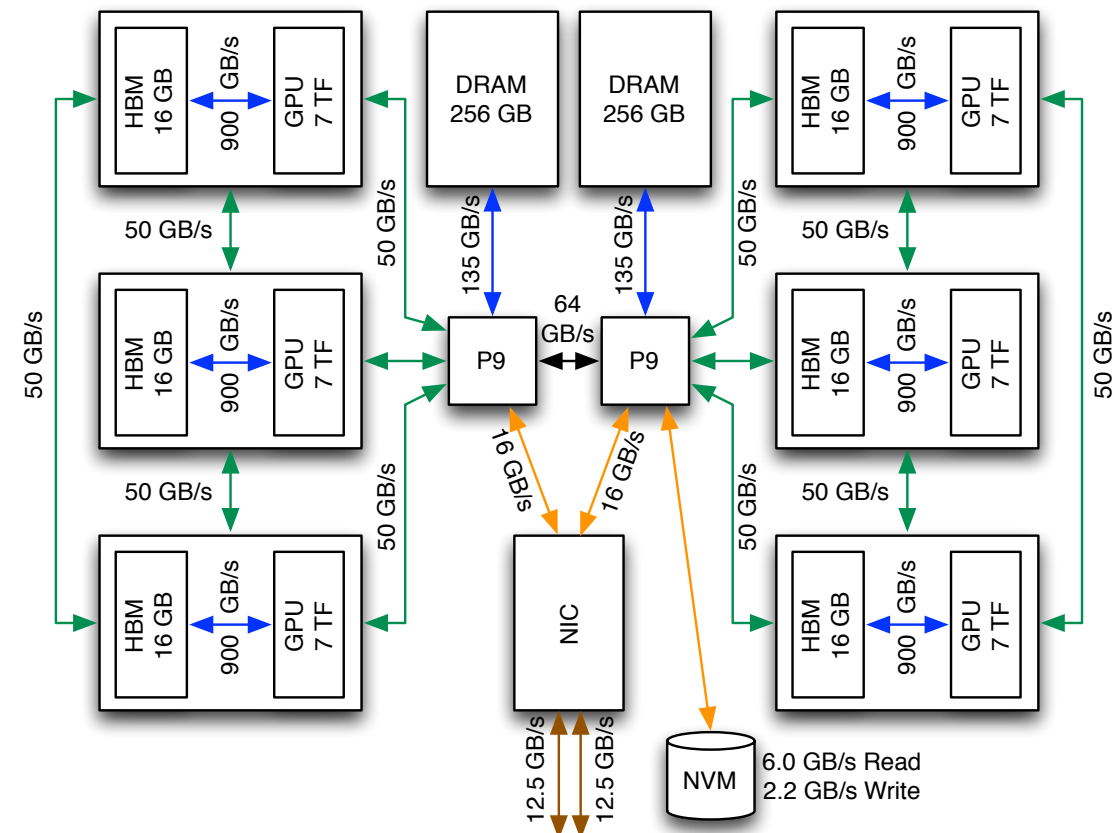 HBM
16 GB
900 GB/s
GPU
7 TF
50 GB/s
DRAM
256 GB
DRAM
256 GB
50 GB/s
HBM
16 GB
900 GB/s
GPU
7 TF
50 GB/s
135 GB/s
135 GB/s
50 GB/s
50 GB/s
HBM
16 GB
900 GB/s
GPU
7 TF
P9
64
GB/s
P9
HBM
16 GB
900 GB/s
GPU
7 TF
50 GB/s
50 GB/s
50 GB/s
16 GB/s
16 GB/s
50 GB/s
50 GB/s
HBM
16 GB
900 GB/s
GPU
7 TF
50 GB/s
NIC
HBM
16 GB
900 GB/s
GPU
7 TF
12.5 GB/s
12.5 GB/s
NVM
6.0 GB/s Read
2.2 GB/s Write